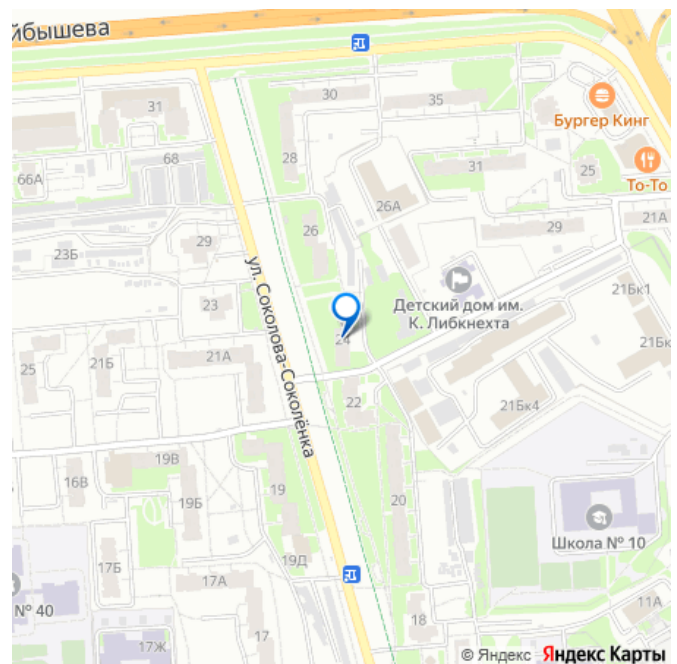 йбышева
30
35
31
Бургер Кинг
68
28
31
25
66А
То-То
26А
21А
26
29
29
23Б
ул. Соколова-Соколёнка
Детский дом им.
К. Либкнехта
21Бк1
23
24
21Бк
25
21Б
21А
22
21Бк4
19В
16В
19
19Б
20
Школа № 10
17Б
19Д
17А
№ 40
11А
18
17
17Ж
© Яндекс Яндекс Карты